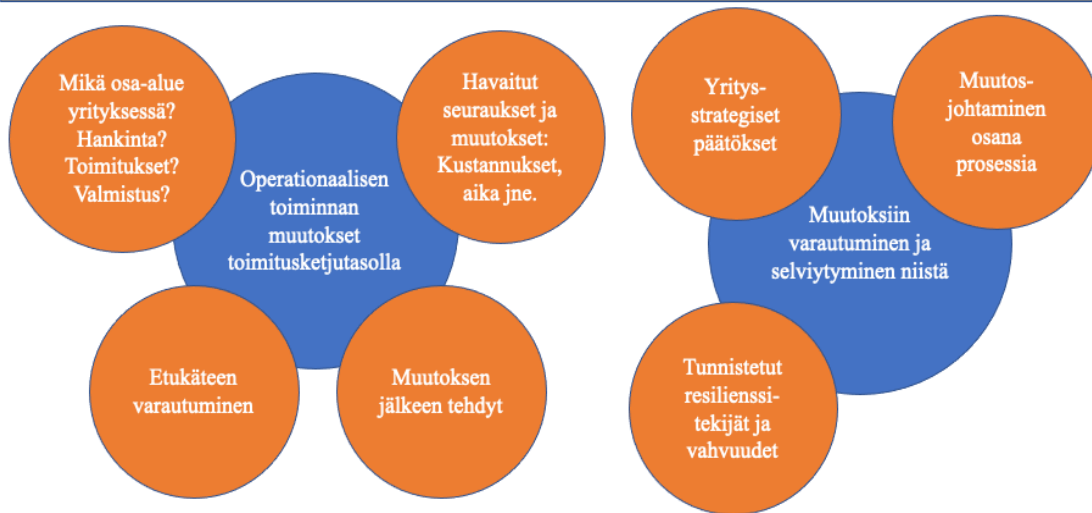 Mikä osa-alue
yrityksessä?
Hankinta?
Toimitukset?
Valmistus?
Havaitut
seuraukset ja
muutokset:
Kustannukset,
aika jne.
Operationaalisen
toiminnan
muutokset
toimitusketjutasolla
Etukäteen
varautuminen
Muutoksen
jälkeen tehdyt
Yritys-
strategiset
päätökset
Muutos-
johtaminen
osana
prosessia
Muutoksiin
varautuminen ja
selviytyminen niistä
Tunnistetut
resilienssi-
tekijät ja
vahvuudet